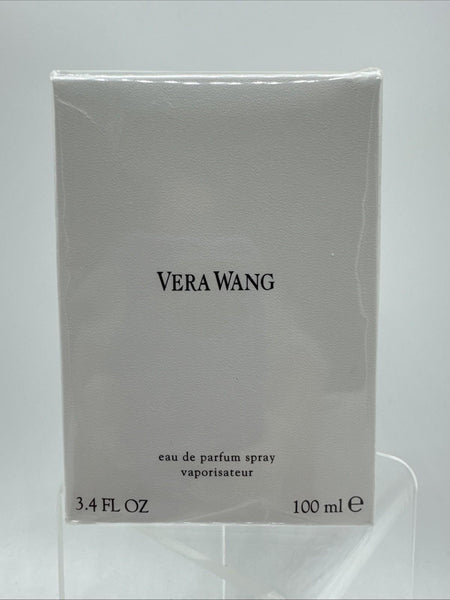 VERA WANG
eau de parfum spray
vaporisateur
3.4 FL OZ 100 ml ℮